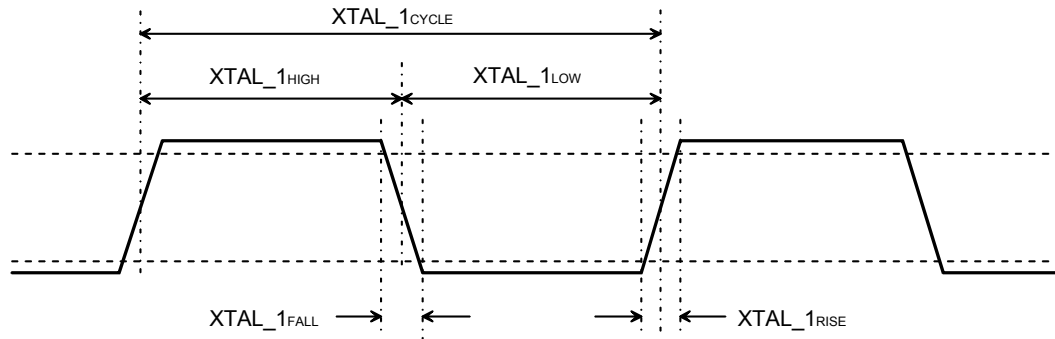 XTAL_1CYCLE
XTAL_1HIGH XTAL_1LOW
XTAL_1FALL XTAL_1RISE